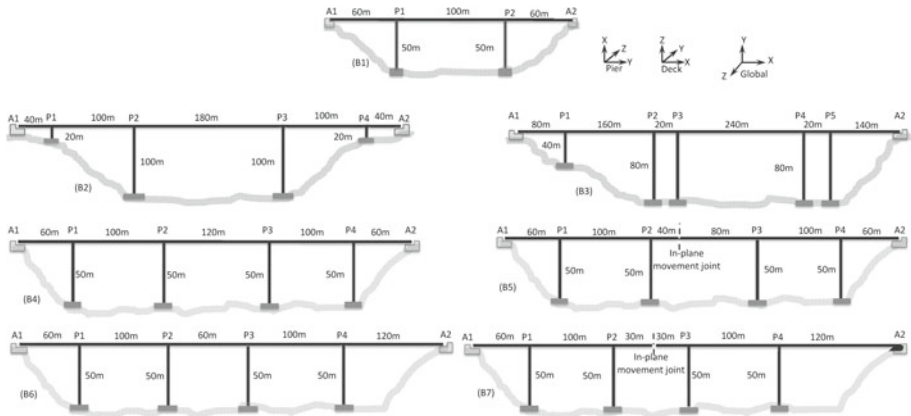 A1 60m P1 100m P2 60m A2
50m 50m
(B1)
X Z Y Pier
Z Y X Deck
Y X Z Global
A1 40m P1 100m P2 180m P3 100m P4 40m A2
20m 20m
100m 100m
(B2)
A1 80m P1 160m P2 20m P3 240m P4 20m P5 140m A2
40m
80m 80m
(B3)
A1 60m P1 100m P2 120m P3 100m P4 60m A2
50m 50m 50m 50m
(B4)
A1 60m P1 100m P2 40m 80m P3 100m P4 60m A2
In-plane
movement joint
50m 50m 50m 50m
(B5)
A1 60m P1 100m P2 60m P3 100m P4 120m A2
50m 50m 50m 50m
(B6)
A1 60m P1 100m P2 30m 30m P3 100m P4 120m A2
In-plane
movement joint
50m 50m 50m 50m
(B7)